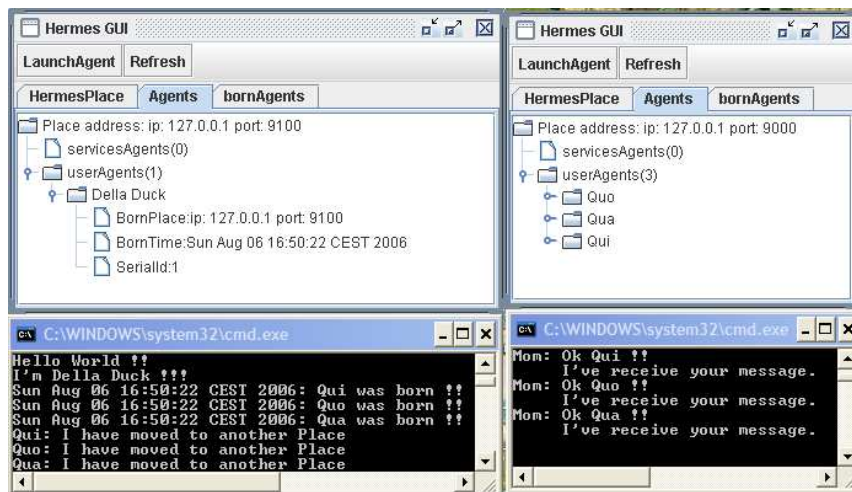 Hermes GUI
LaunchAgent Refresh
HermesPlace Agents bornAgents
Place address: ip: 127.0.0.1 port: 9100
servicesAgents(0)
userAgents(1)
Della Duck
BornPlace:ip: 127.0.0.1 port: 9100
BornTime:Sun Aug 06 16:50:22 CEST 2006
SerialId:1
C:\WINDOWS\system32\cmd.exe
Hello World !!
I'm Della Duck !!!
Sun Aug 06 16:50:22 CEST 2006: Qui was born !!
Sun Aug 06 16:50:22 CEST 2006: Quo was born !!
Sun Aug 06 16:50:22 CEST 2006: Qua was born !!
Qui: I have moved to another Place
Quo: I have moved to another Place
Qua: I have moved to another Place
Hermes GUI
LaunchAgent Refresh
HermesPlace Agents bornAgents
Place address: ip: 127.0.0.1 port: 9000
servicesAgents(0)
userAgents(3)
Quo
Qua
Qui
C:\WINDOWS\system32\cmd.exe
Mom: Ok Qui !!
I've receive your message.
Mom: Ok Quo !!
I've receive your message.
Mom: Ok Qua !!
I've receive your message.